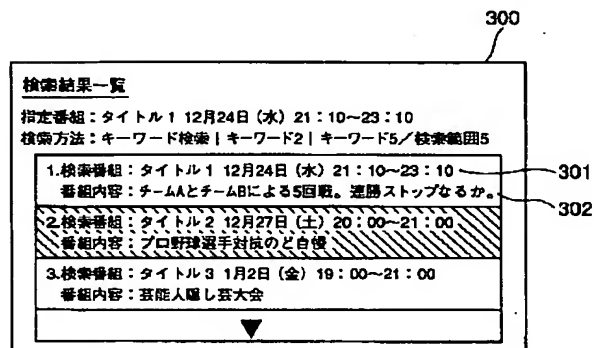 300
検索結果一覧
指定番組：タイトル1 12月24日（水）21：10～23：10
検索方法：キーワード検索｜キーワード2｜キーワード5／検索範囲5
1.検索番組：タイトル1 12月24日（水）21：10～23：10
301
番組内容：チームAとチームBによる5回戦。連勝ストップなるか。
302
2.検索番組：タイトル2 12月27日（土）20：00～21：00
番組内容：プロ野球選手対抗のど自慢
3.検索番組：タイトル3 1月2日（金）19：00～21：00
番組内容：芸能人隠し芸大会